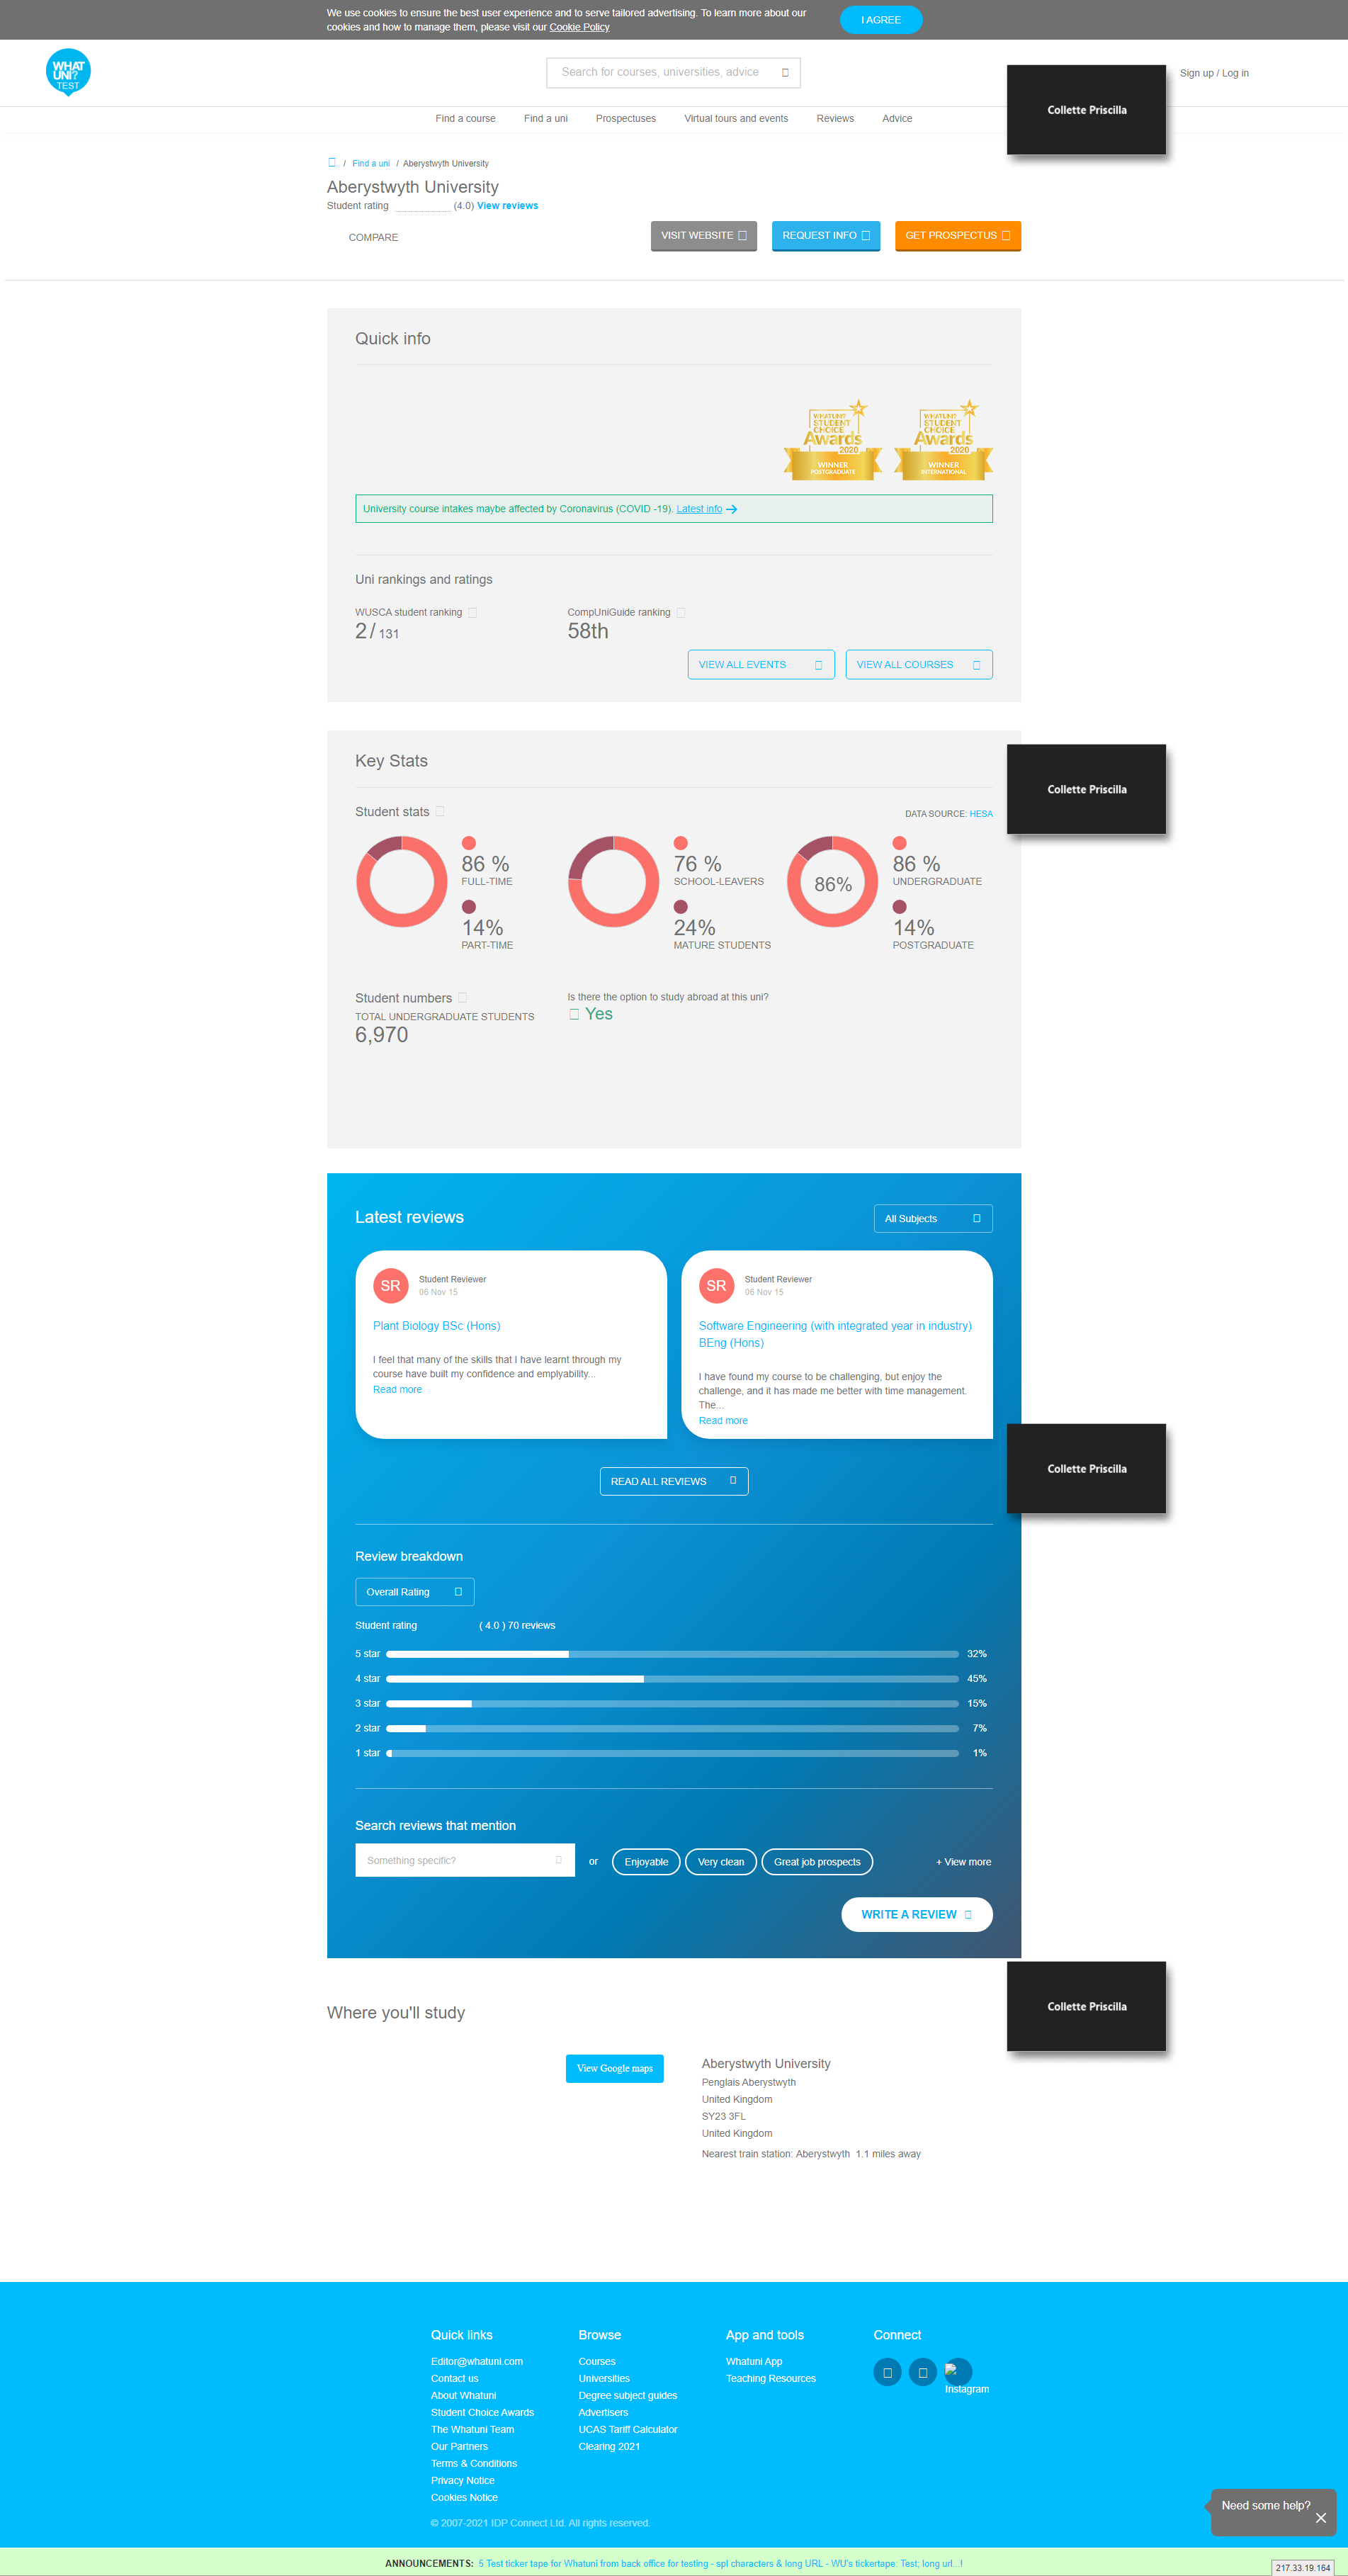 We use cookies to ensure the best user experience and to serve tailored advertising. To learn more about our
cookies and how to manage them, please visit our Cookie Policy
I AGREE
WHAT
UNI?
TEST
Search for courses, universities, advice
Collette Priscilla
Sign up / Log in
Find a course
Find a uni
Prospectuses
Virtual tours and events
Reviews
Advice
/ Find a uni / Aberystwyth University
Aberystwyth University
Student rating (4.0) View reviews
COMPARE
VISIT WEBSITE
REQUEST INFO
GET PROSPECTUS
Quick info
WHATUNI?
STUDENT
CHOICE
Awards
2020
WINNER
POSTGRADUATE
WHATUNI?
STUDENT
CHOICE
Awards
2020
WINNER
INTERNATIONAL
University course intakes maybe affected by Coronavirus (COVID -19). Latest info
Uni rankings and ratings
WUSCA student ranking
2 / 131
CompUniGuide ranking
58th
VIEW ALL EVENTS
VIEW ALL COURSES
Key Stats
Collette Priscilla
Student stats
DATA SOURCE: HESA
86 %
FULL-TIME
14%
PART-TIME
76 %
SCHOOL-LEAVERS
24%
MATURE STUDENTS
86%
86 %
UNDERGRADUATE
14%
POSTGRADUATE
Student numbers
TOTAL UNDERGRADUATE STUDENTS
6,970
Is there the option to study abroad at this uni?
Yes
Latest reviews
All Subjects
SR
Student Reviewer
06 Nov 15
Plant Biology BSc (Hons)
I feel that many of the skills that I have learnt through my
course have built my confidence and emplyability...
Read more
SR
Student Reviewer
06 Nov 15
Software Engineering (with integrated year in industry)
BEng (Hons)
I have found my course to be challenging, but enjoy the
challenge, and it has made me better with time management.
The...
Read more
Collette Priscilla
READ ALL REVIEWS
Review breakdown
Overall Rating
Student rating ( 4.0 ) 70 reviews
5 star 32%
4 star 45%
3 star 15%
2 star 7%
1 star 1%
Search reviews that mention
Something specific?
or
Enjoyable
Very clean
Great job prospects
+ View more
WRITE A REVIEW
Collette Priscilla
Where you'll study
View Google maps
Aberystwyth University
Penglais Aberystwyth
United Kingdom
SY23 3FL
United Kingdom
Nearest train station: Aberystwyth 1.1 miles away
Quick links
Editor@whatuni.com
Contact us
About Whatuni
Student Choice Awards
The Whatuni Team
Our Partners
Terms & Conditions
Privacy Notice
Cookies Notice
Browse
Courses
Universities
Degree subject guides
Advertisers
UCAS Tariff Calculator
Clearing 2021
App and tools
Whatuni App
Teaching Resources
Connect
Instagram
© 2007-2021 IDP Connect Ltd. All rights reserved.
Need some help?
ANNOUNCEMENTS: 5 Test ticker tape for Whatuni from back office for testing - spl characters & long URL - WU's tickertape: Test; long url...!
217.33.19.164